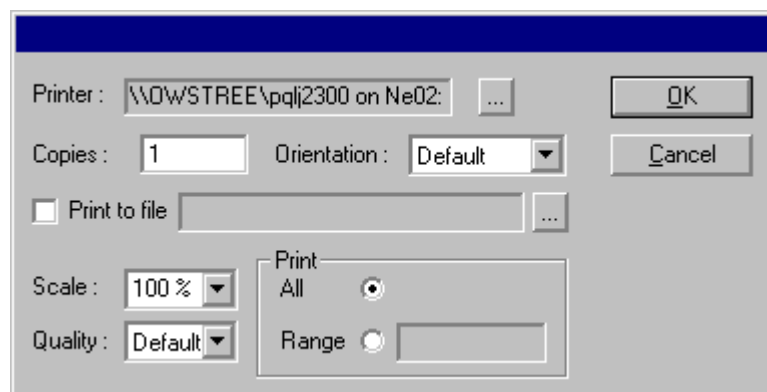 Printer : \\OWSTREE\pqlj2300 on Ne02: ... OK
Copies : 1 Orientation : Default Cancel
Print to file ...
Print
Scale : 100 % All
Quality : Default Range